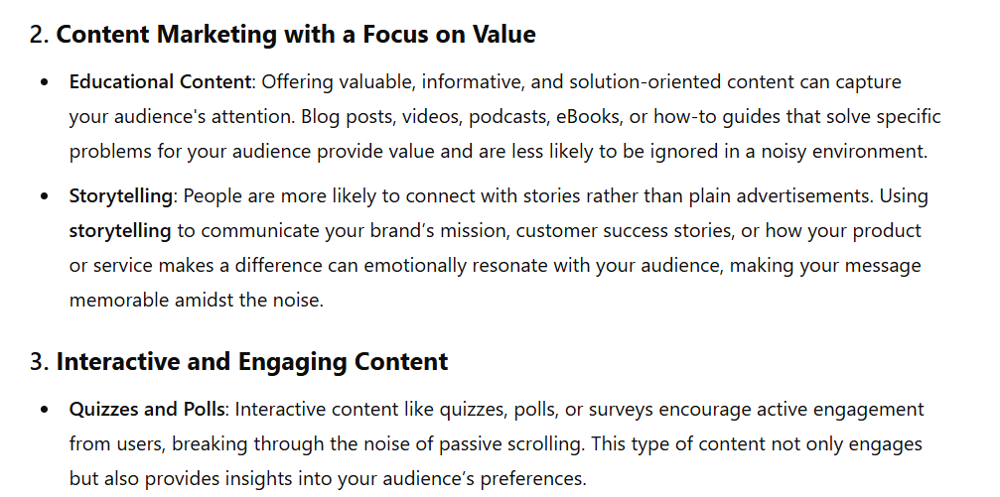 2. Content Marketing with a Focus on Value
• Educational Content: Offering valuable, informative, and solution-oriented content can capture
your audience's attention. Blog posts, videos, podcasts, eBooks, or how-to guides that solve specific
problems for your audience provide value and are less likely to be ignored in a noisy environment.
• Storytelling: People are more likely to connect with stories rather than plain advertisements. Using
storytelling to communicate your brand’s mission, customer success stories, or how your product
or service makes a difference can emotionally resonate with your audience, making your message
memorable amidst the noise.
3. Interactive and Engaging Content
• Quizzes and Polls: Interactive content like quizzes, polls, or surveys encourage active engagement
from users, breaking through the noise of passive scrolling. This type of content not only engages
but also provides insights into your audience’s preferences.